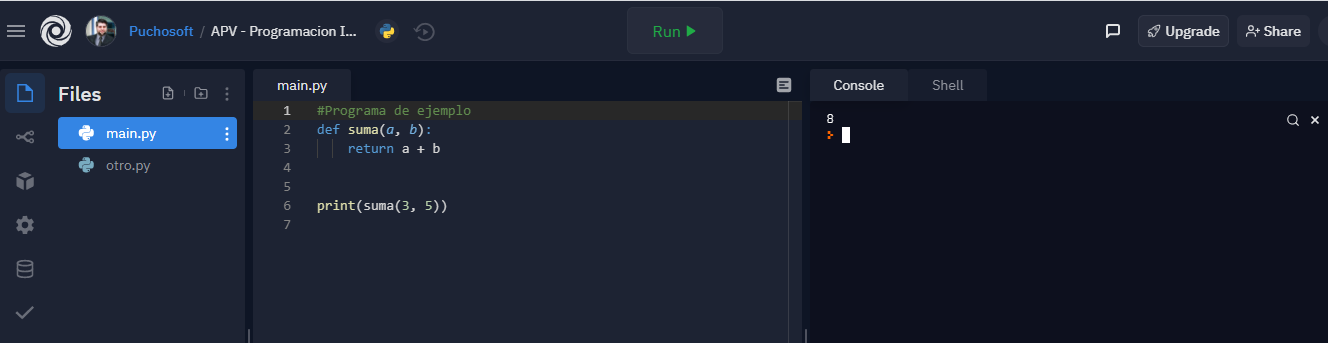 Puchosoft / APV - Programacion I...
Run
Upgrade
Share
Files
main.py
otro.py
main.py
1 #Programa de ejemplo
2 def suma(a, b):
3 return a + b
4
5
6 print(suma(3, 5))
7
Console
Shell
8